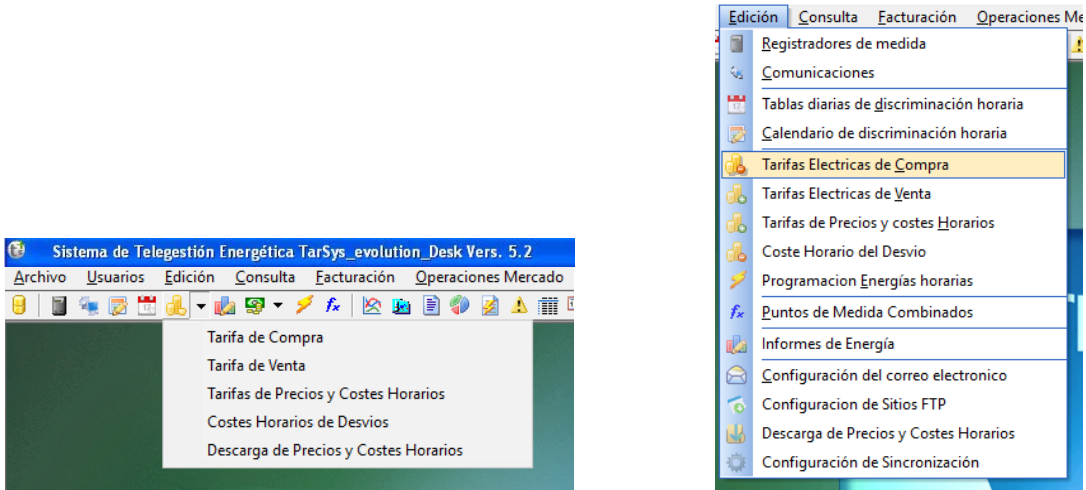 Sistema de Telegestión Energética TarSys_evolution_Desk Vers. 5.2
Archivo Usuarios Edición Consulta Facturación Operaciones Mercado
Tarifa de Compra
Tarifa de Venta
Tarifas de Precios y Costes Horarios
Costes Horarios de Desvios
Descarga de Precios y Costes Horarios
Edición Consulta Facturación Operaciones Me
Registradores de medida
Comunicaciones
Tablas diarias de discriminación horaria
Calendario de discriminación horaria
Tarifas Electricas de Compra
Tarifas Electricas de Venta
Tarifas de Precios y costes Horarios
Coste Horario del Desvio
Programacion Energías horarias
Puntos de Medida Combinados
Informes de Energía
Configuración del correo electronico
Configuracion de Sitios FTP
Descarga de Precios y Costes Horarios
Configuración de Sincronización